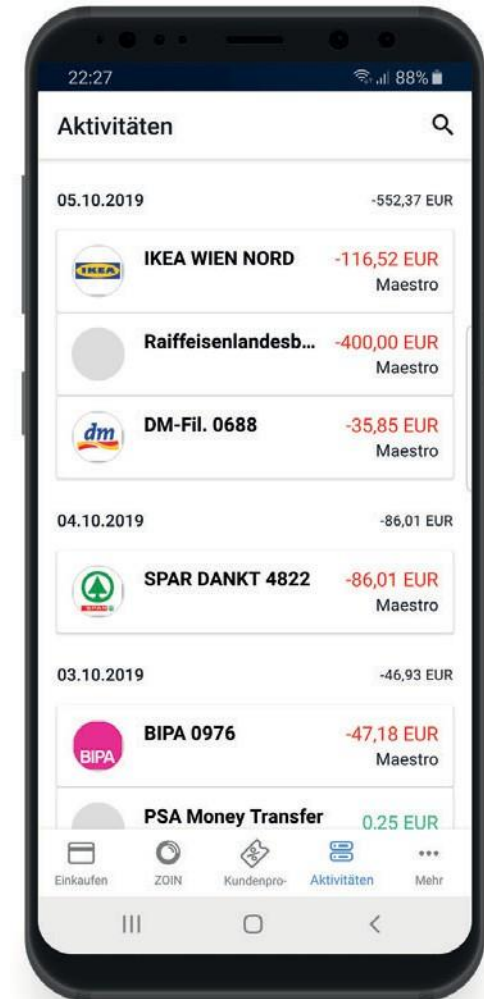 22:27 88%
Aktivitäten
05.10.2019 -552,37 EUR
IKEA
IKEA WIEN NORD -116,52 EUR
Maestro
Raiffeisenlandesb... -400,00 EUR
Maestro
dm
DM-Fil. 0688 -35,85 EUR
Maestro
04.10.2019 -86,01 EUR
SPAR
SPAR DANKT 4822 -86,01 EUR
Maestro
03.10.2019 -46,93 EUR
BIPA
BIPA 0976 -47,18 EUR
Maestro
PSA Money Transfer 0,25 EUR
Einkaufen ZOIN Kundenpro- Aktivitäten Mehr